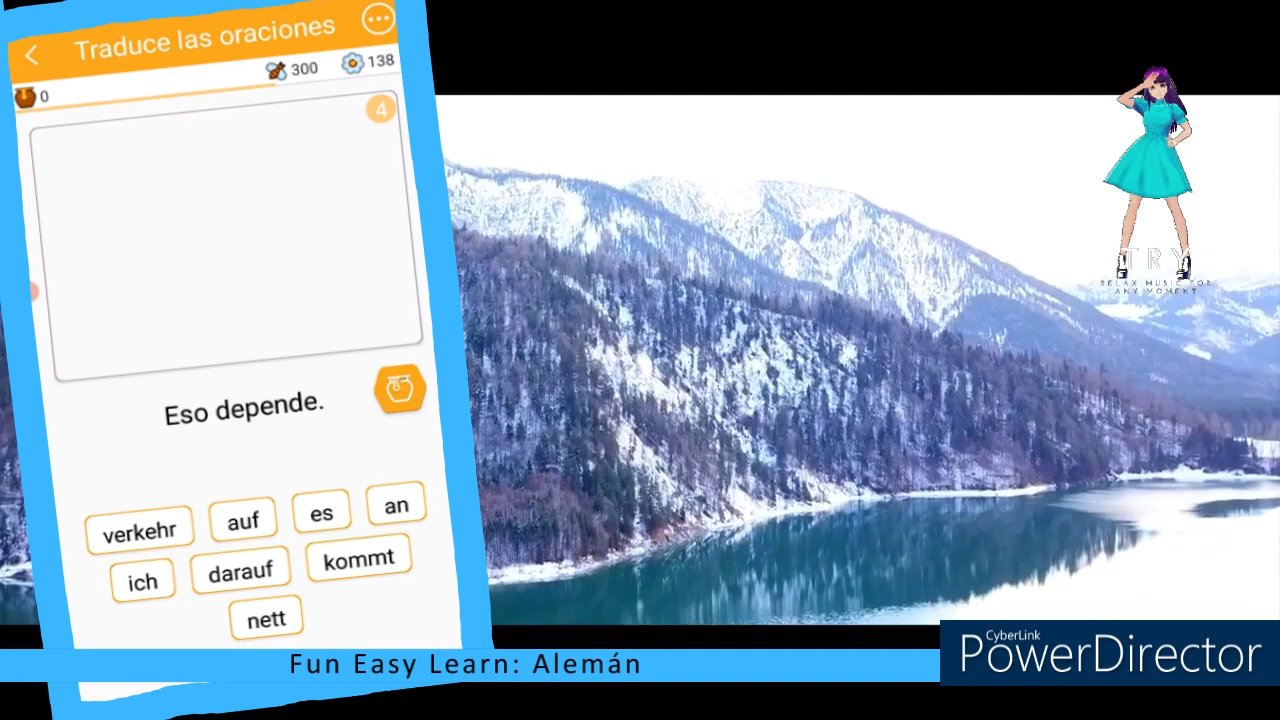 Traduce las oraciones
0
300
138
4
Eso depende.
verkehr
auf
es
an
ich
darauf
kommt
nett
TRY
RELAX MUSIC FOR
ANY MOMENT
Fun Easy Learn: Alemán
CyberLink
PowerDirector